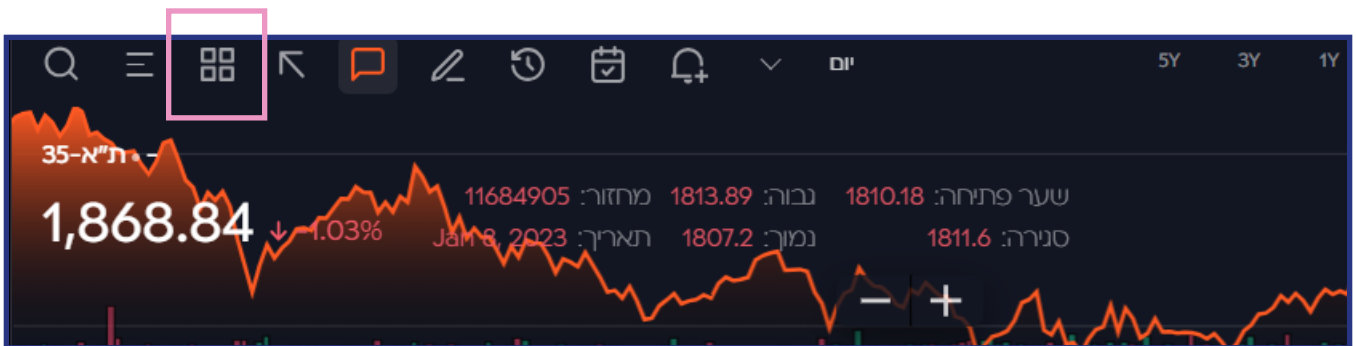 יום
5Y 3Y 1Y
ת"א-35 • -
1,868.84 ↓ -1.03%
שער פתיחה: 1810.18 גבוה: 1813.89 מחזור: 11684905
סגירה: 1811.6 נמוך: 1807.2 תאריך: Jan 8, 2023
− +